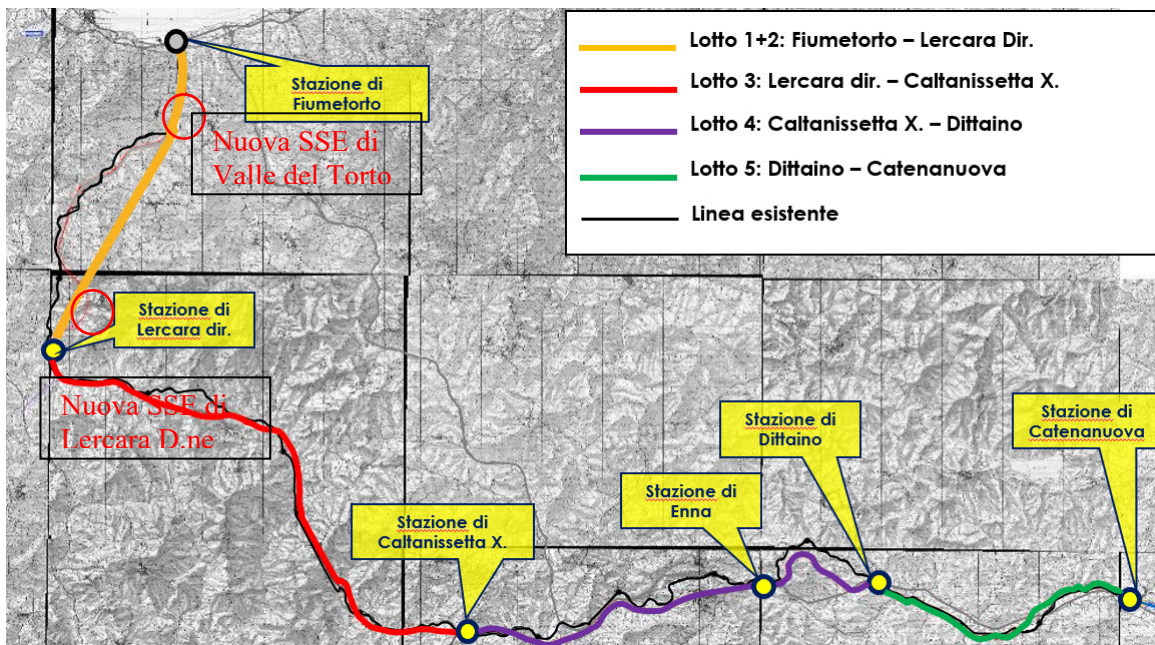 Lotto 1+2: Fiumetorto – Lercara Dir.
Lotto 3: Lercara dir. – Caltanissetta X.
Lotto 4: Caltanissetta X. – Dittaino
Lotto 5: Dittaino – Catenanuova
Linea esistente
Stazione di
Fiumetorto
Nuova SSE di
Valle del Torto
Stazione di
Lercara dir.
Nuova SSE di
Lercara D.ne
Stazione di
Caltanissetta X.
Stazione di
Enna
Stazione di
Dittaino
Stazione di
Catenanuova